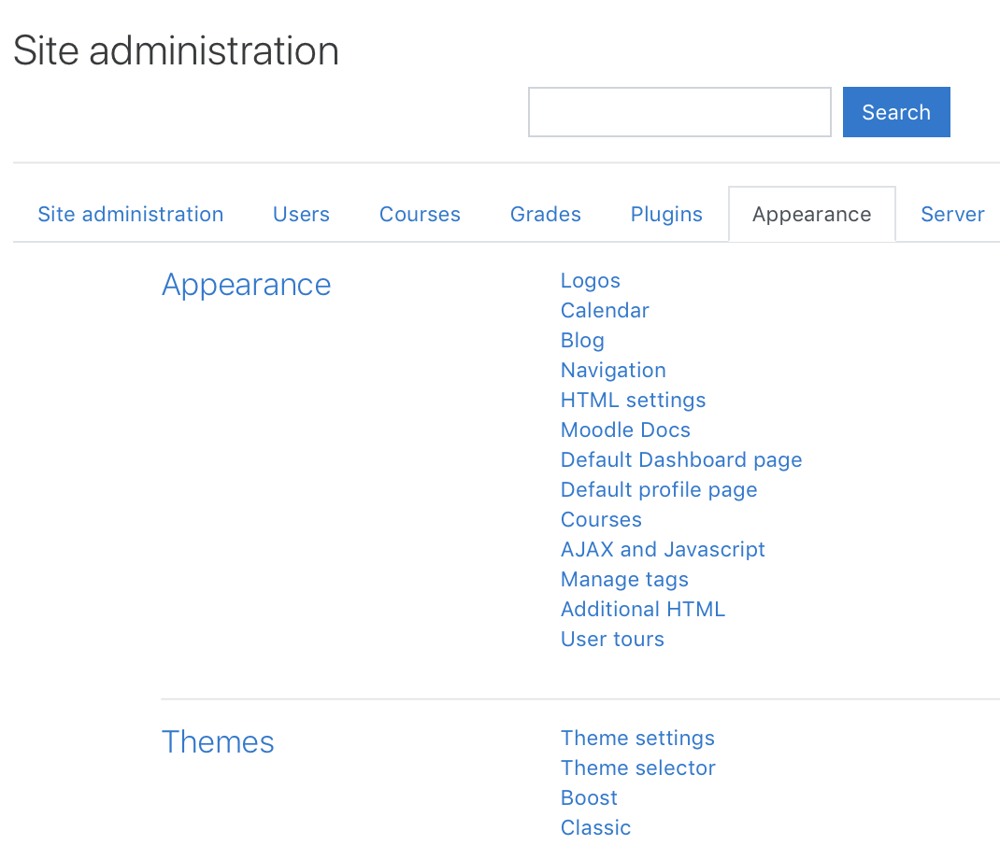 Site administration
Search
Site administration Users Courses Grades Plugins Appearance Server
Appearance
Logos
Calendar
Blog
Navigation
HTML settings
Moodle Docs
Default Dashboard page
Default profile page
Courses
AJAX and Javascript
Manage tags
Additional HTML
User tours
Themes
Theme settings
Theme selector
Boost
Classic